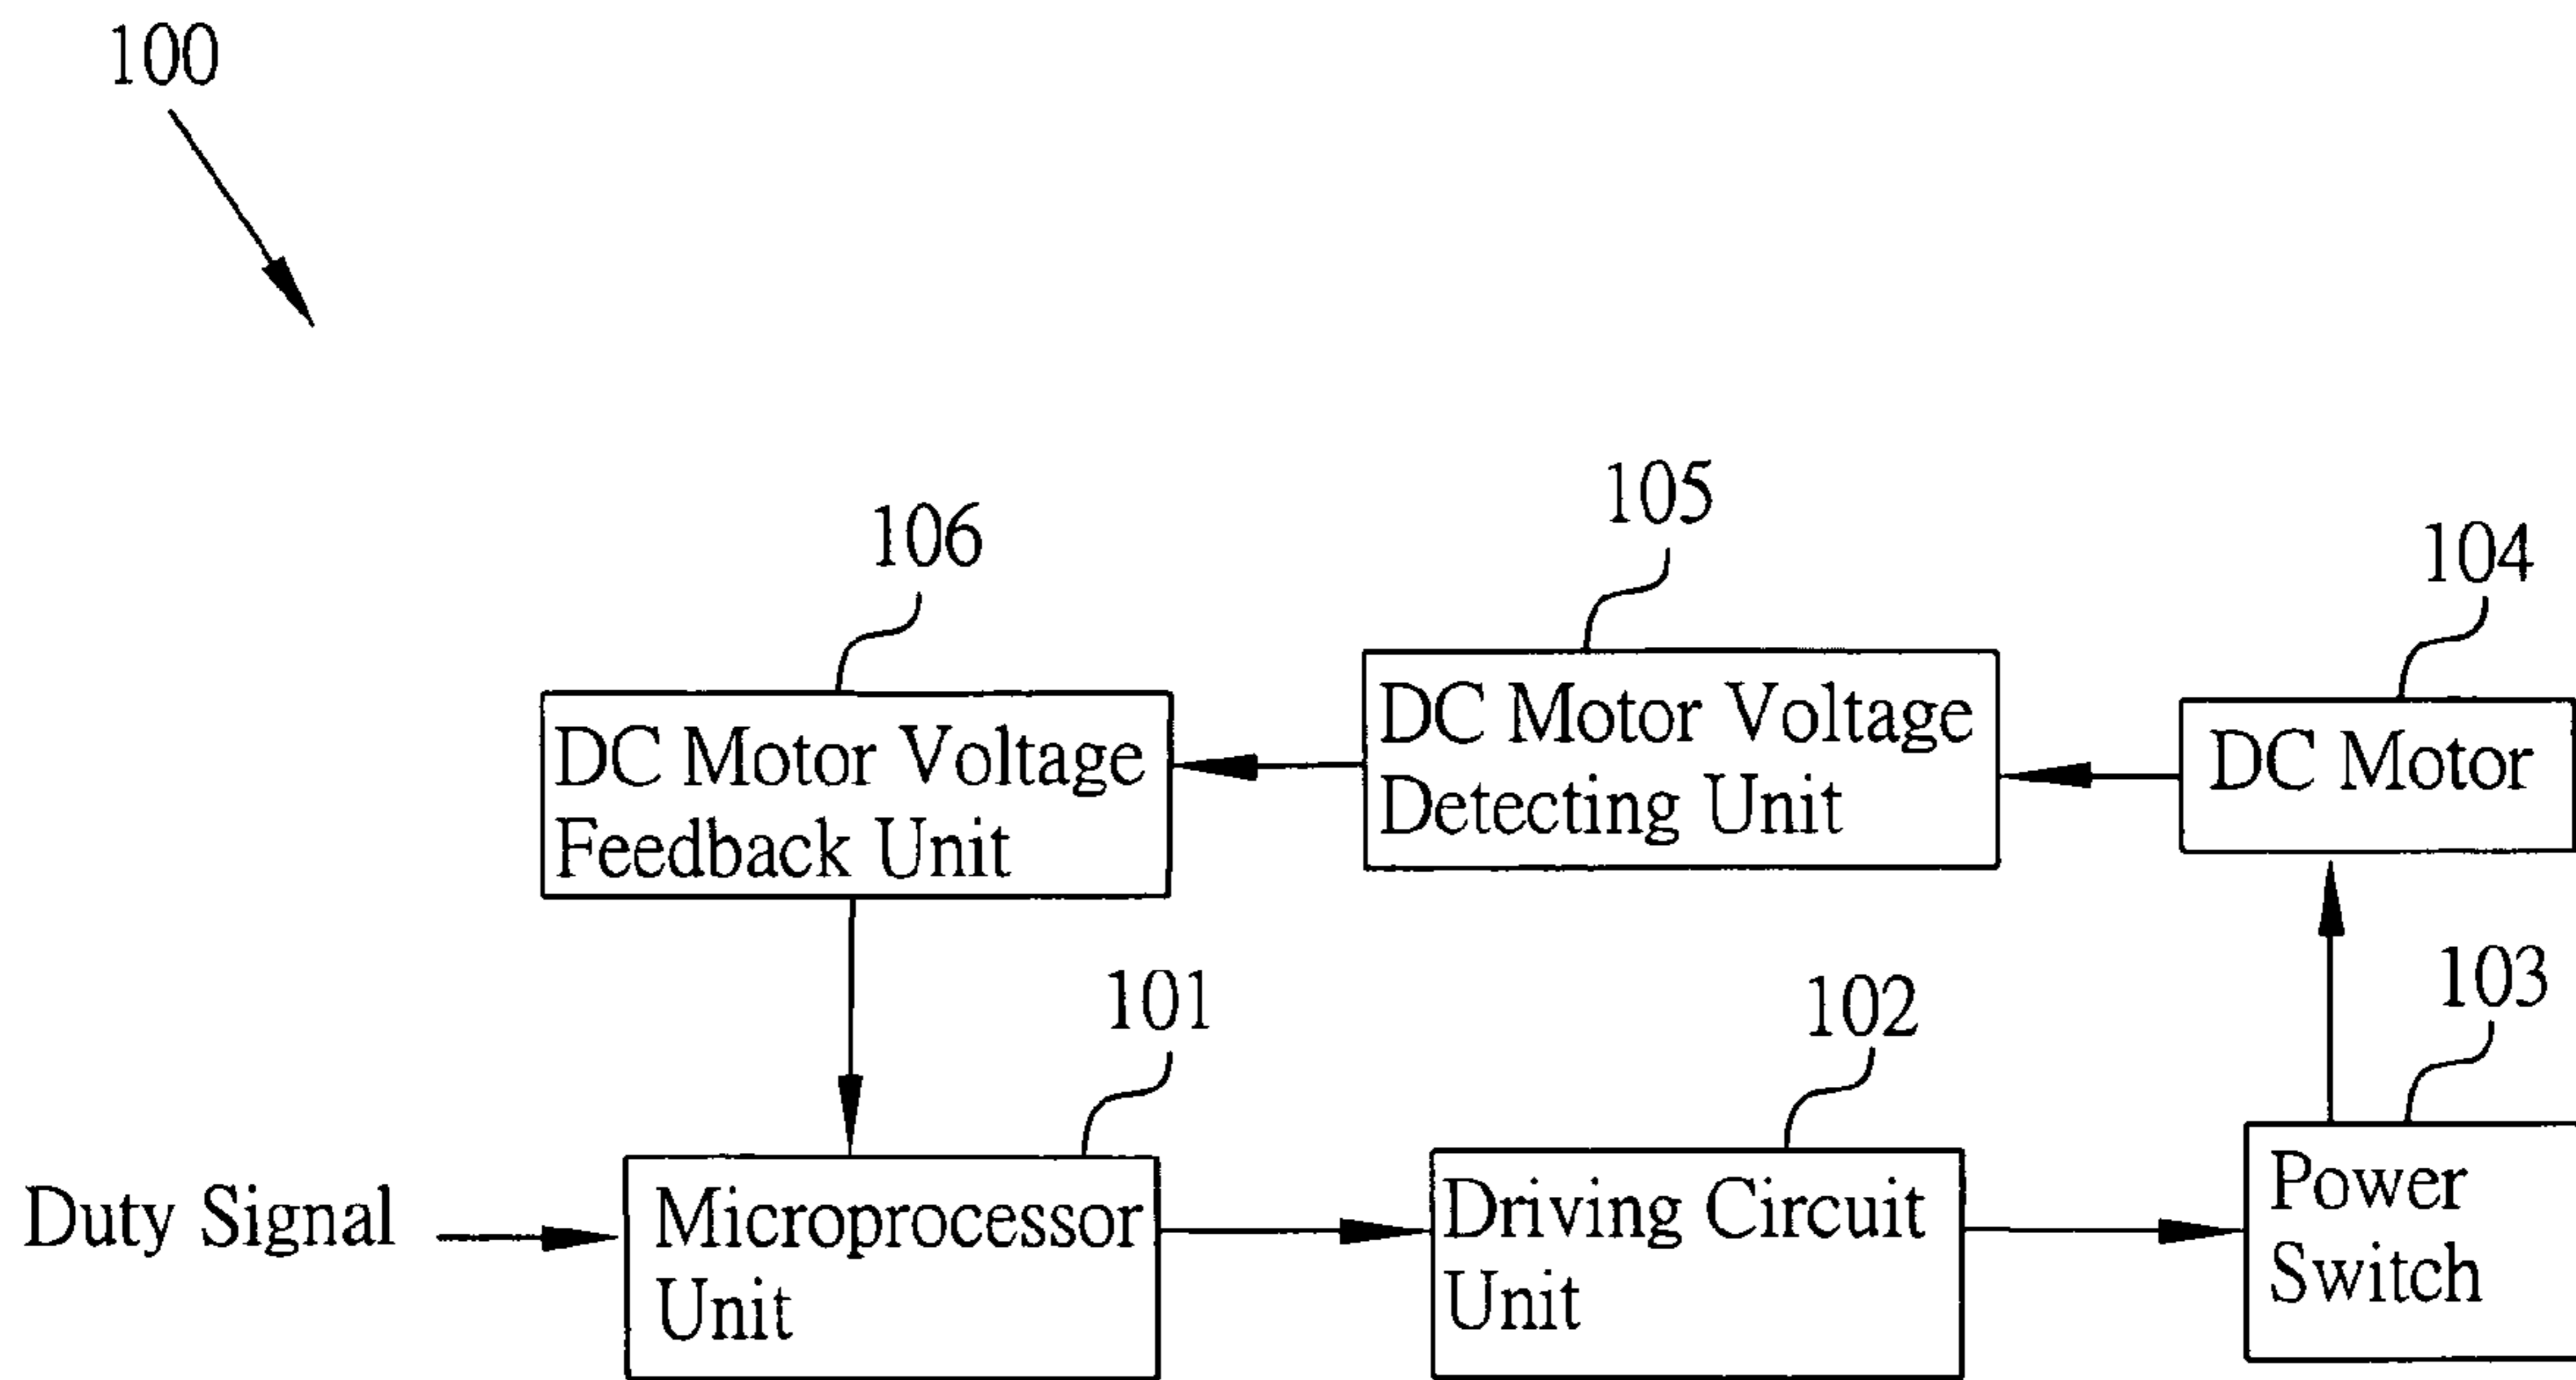 100
105
106
104
DC Motor Voltage
Detecting Unit
DC Motor Voltage
Feedback Unit
DC Motor
101
102
103
Duty Signal
Microprocessor
Unit
Driving Circuit
Unit
Power
Switch